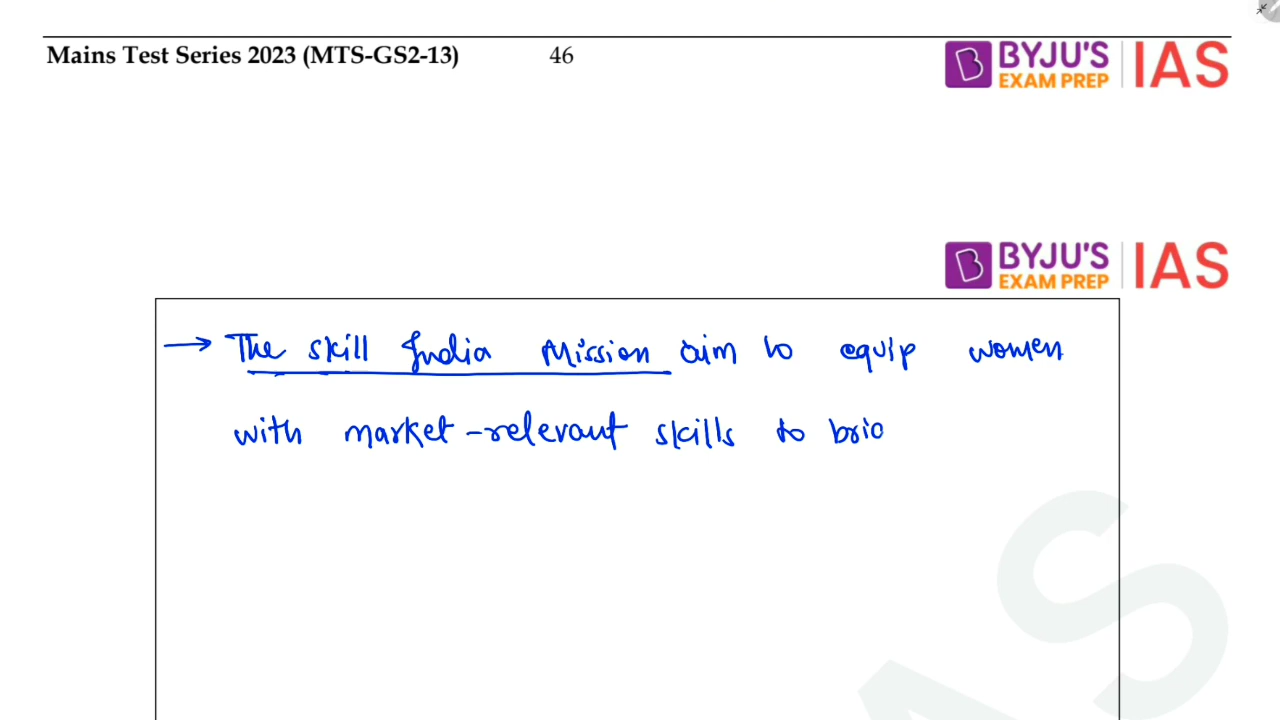 Mains Test Series 2023 (MTS-GS2-13) 46
BYJU'S EXAM PREP IAS
BYJU'S EXAM PREP IAS
→ The skill India Mission aim to equip women
with market-relevant skills to brid